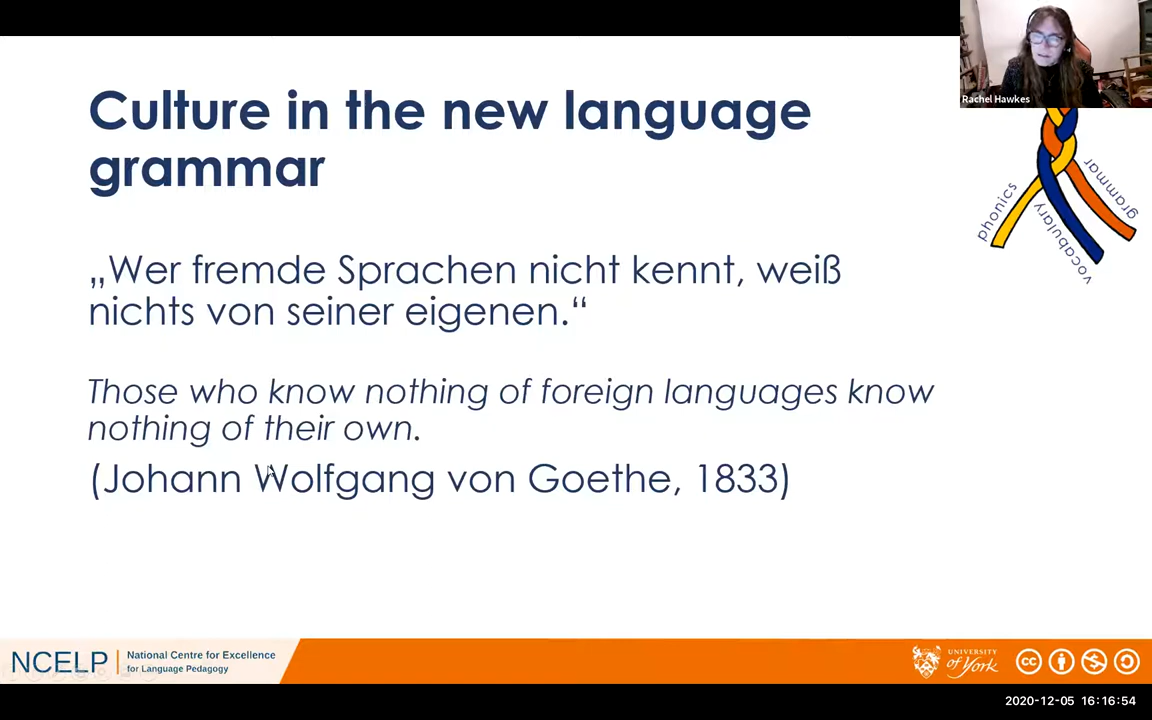 Rachel Hawkes
Culture in the new language
grammar
phonics
vocabulary
grammar
„Wer fremde Sprachen nicht kennt, weiß
nichts von seiner eigenen.“
Those who know nothing of foreign languages know
nothing of their own.
(Johann Wolfgang von Goethe, 1833)
NCELP
National Centre for Excellence
for Language Pedagogy
UNIVERSITY
of York
cc
2020-12-05 16:16:54